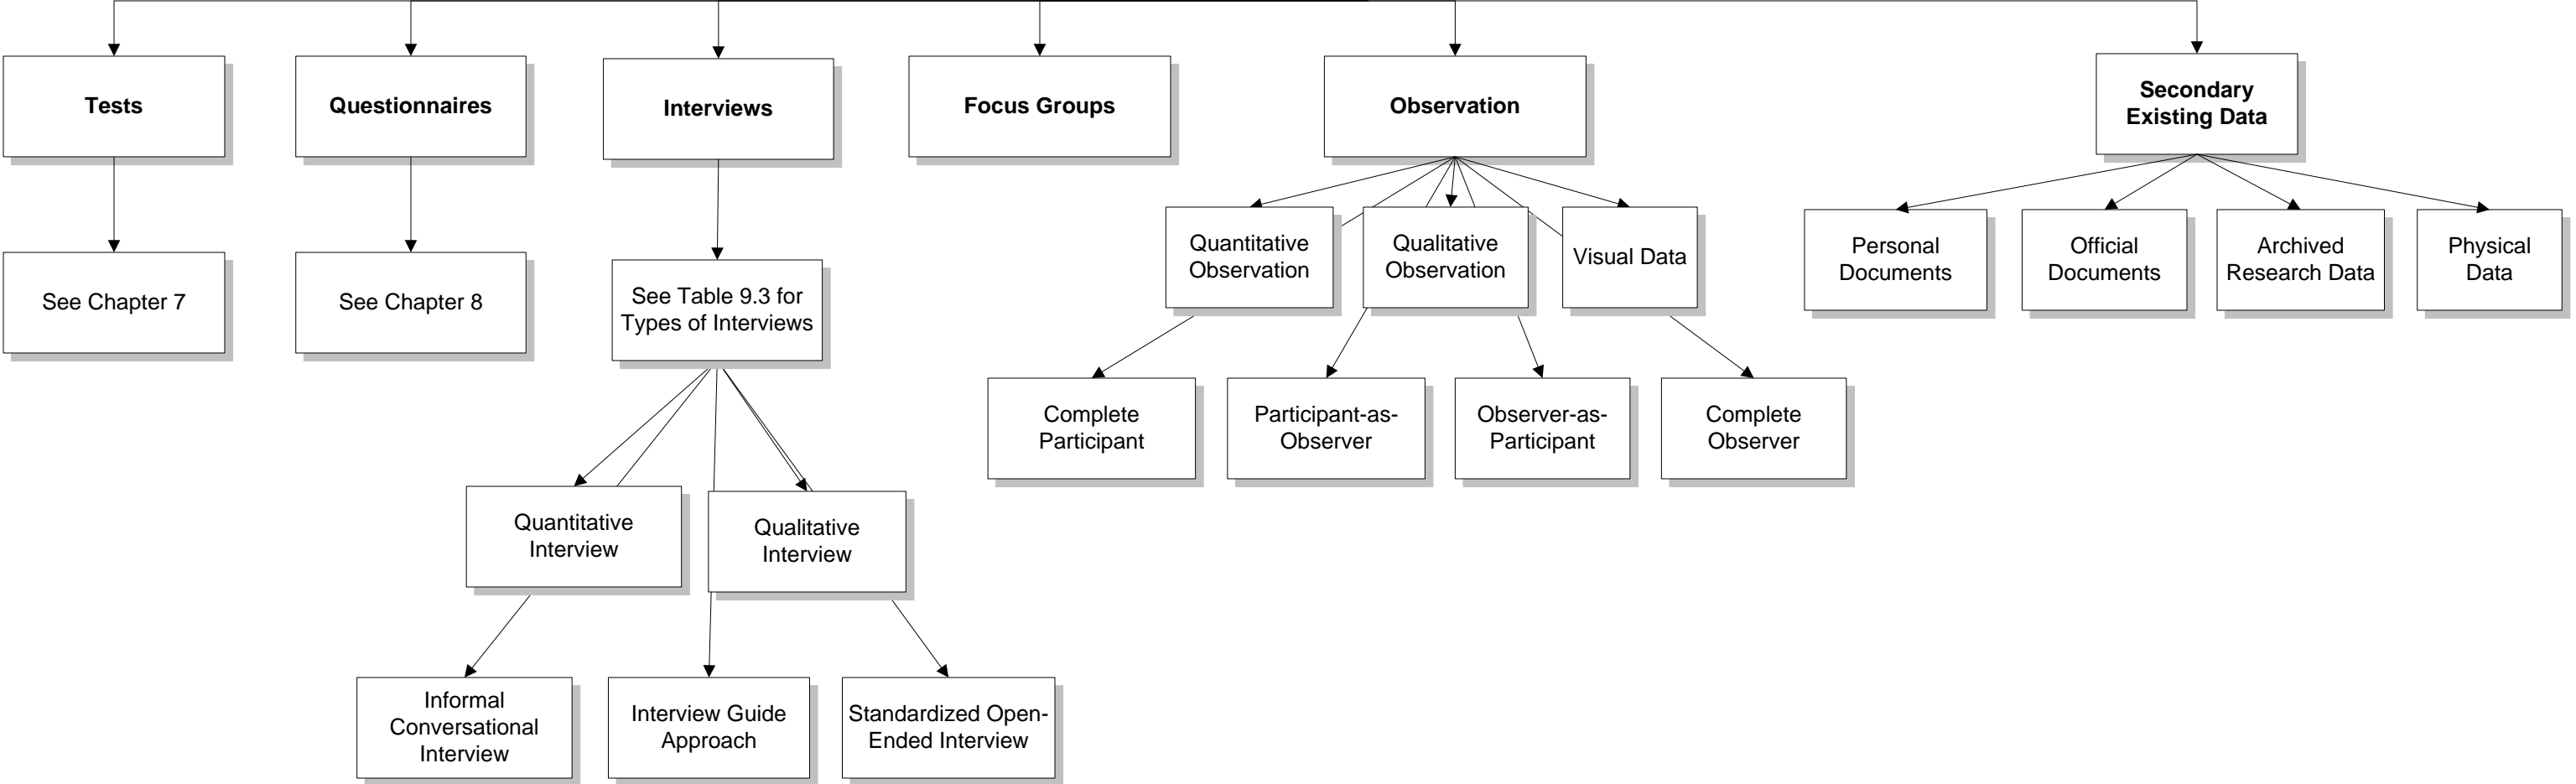 Tests
Questionnaires
Interviews
Focus Groups
Observation
Secondary
Existing Data
See Chapter 7
See Chapter 8
See Table 9.3 for
Types of Interviews
Quantitative
Observation
Qualitative
Observation
Visual Data
Personal
Documents
Official
Documents
Archived
Research Data
Physical
Data
Complete
Participant
Participant-as-
Observer
Observer-as-
Participant
Complete
Observer
Quantitative
Interview
Qualitative
Interview
Informal
Conversational
Interview
Interview Guide
Approach
Standardized Open-
Ended Interview